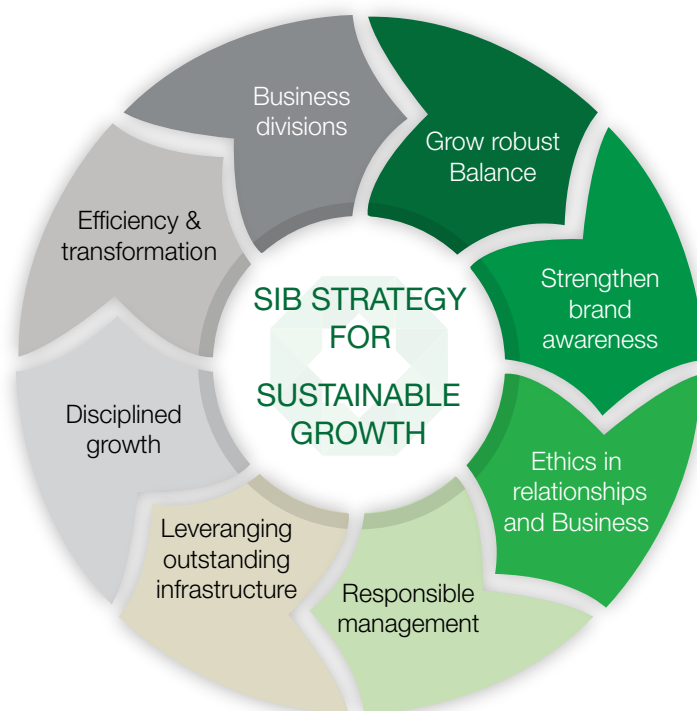 Business
divisions
Grow robust
Balance
Strengthen
brand
awareness
Ethics in
relationships
and Business
Responsible
management
Leveranging
outstanding
infrastructure
Disciplined
growth
Efficiency &
transformation
SIB STRATEGY
FOR
SUSTAINABLE
GROWTH